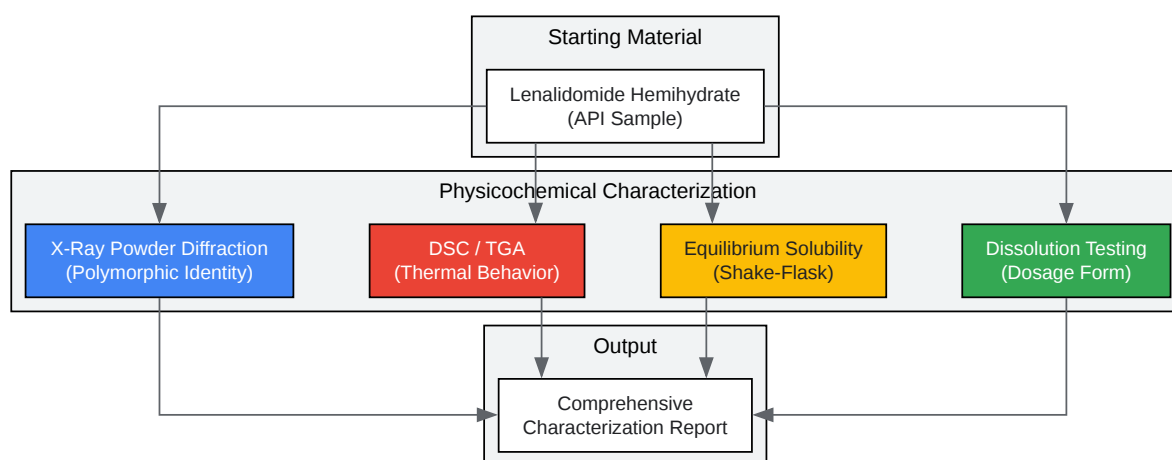 Starting Material
Lenalidomide Hemihydrate
(API Sample)
Physicochemical Characterization
X-Ray Powder Diffraction
(Polymorphic Identity)
DSC / TGA
(Thermal Behavior)
Equilibrium Solubility
(Shake-Flask)
Dissolution Testing
(Dosage Form)
Output
Comprehensive
Characterization Report